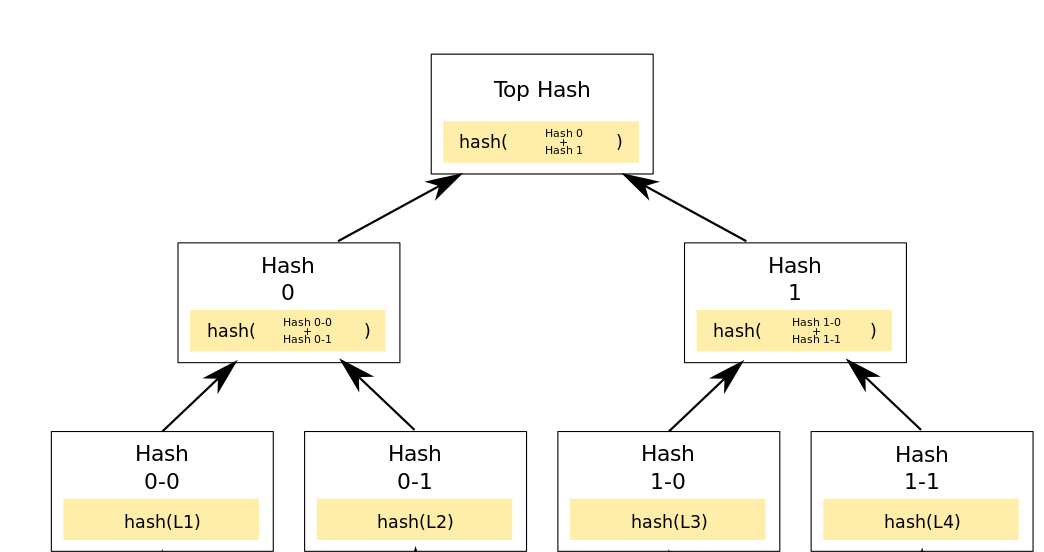 Top Hash
hash( Hash 0
+
Hash 1 )
Hash
0
hash( Hash 0-0
+
Hash 0-1 )
Hash
1
hash( Hash 1-0
+
Hash 1-1 )
Hash
0-0
hash(L1)
Hash
0-1
hash(L2)
Hash
1-0
hash(L3)
Hash
1-1
hash(L4)